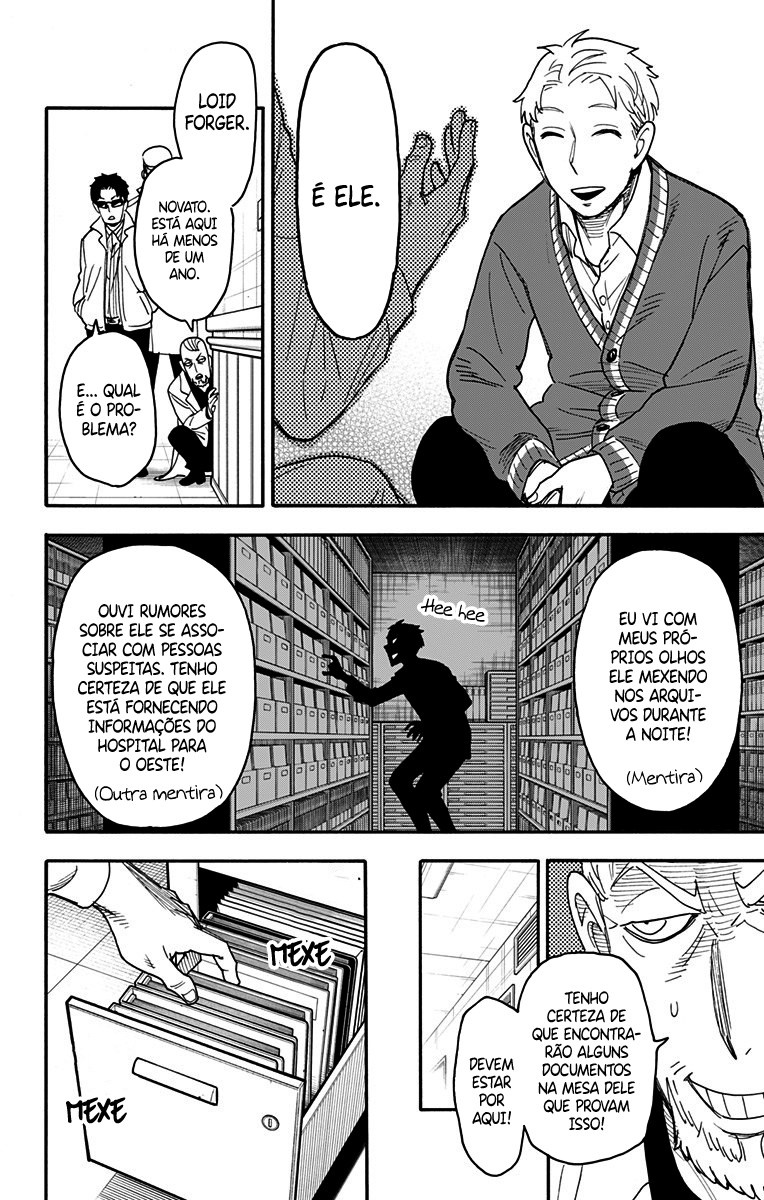 É ELE.
LOID
FORGER.
NOVATO.
ESTÁ AQUI
HÁ MENOS
DE UM
ANO.
E... QUAL
É O PRO-
BLEMA?
EU VI COM
MEUS PRÓ-
PRIOS OLHOS
ELE MEXENDO
NOS ARQUI-
VOS DURANTE
A NOITE!
(Mentira)
Hee hee
OUVI RUMORES
SOBRE ELE SE ASSO-
CIAR COM PESSOAS
SUSPEITAS. TENHO
CERTEZA DE QUE ELE
ESTÁ FORNECENDO
INFORMAÇÕES DO
HOSPITAL PARA
O OESTE!
(Outra mentira)
TENHO
CERTEZA DE
QUE ENCONTRA-
RÃO ALGUNS
DOCUMENTOS
NA MESA DELE
QUE PROVAM
ISSO!
DEVEM
ESTAR
POR
AQUI!
MEXE
MEXE